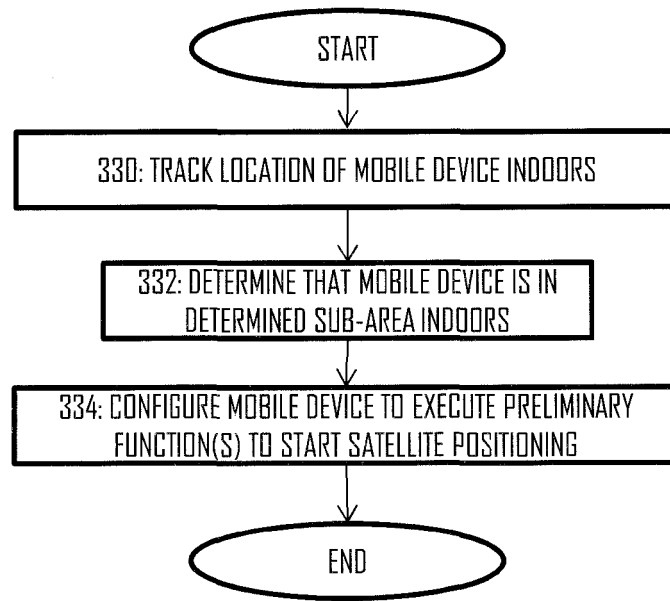 START
330: TRACK LOCATION OF MOBILE DEVICE INDOORS
332: DETERMINE THAT MOBILE DEVICE IS IN
DETERMINED SUB-AREA INDOORS
334: CONFIGURE MOBILE DEVICE TO EXECUTE PRELIMINARY
FUNCTION(S) TO START SATELLITE POSITIONING
END